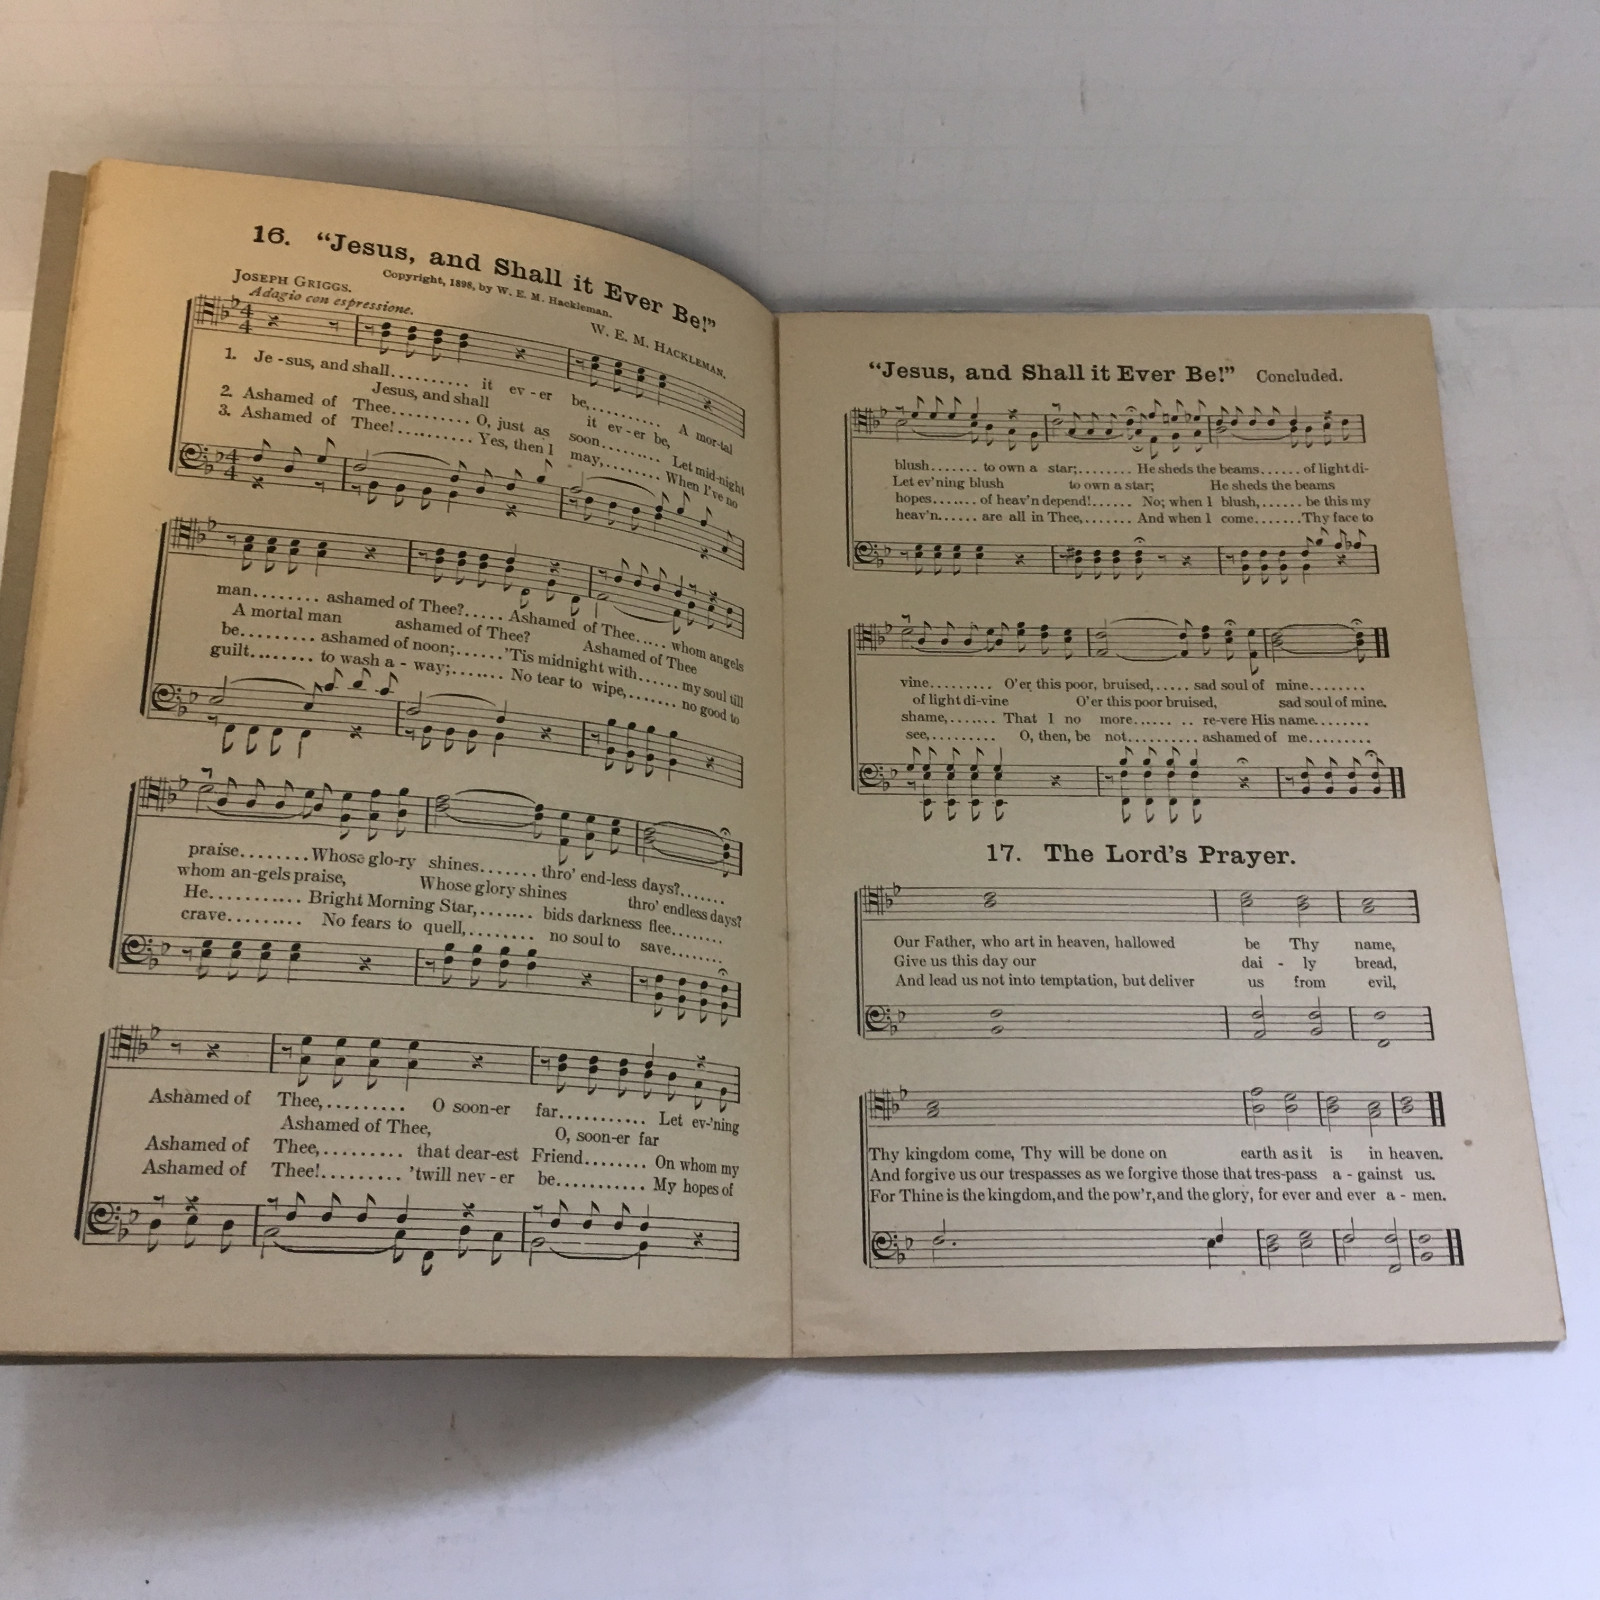 16. “Jesus, and Shall it Ever Be!”
Copyright, 1898, by W. E. M. Hackleman.
Joseph Griggs.
W. E. M. Hackleman.
Adagio con espressione.
1. Je - sus, and shall.......... it ev - er be,.......... A mor-tal
Jesus, and shall it ev - er be,
2. Ashamed of Thee.......... O, just as soon.......... Let mid-night
3. Ashamed of Thee!.......... Yes, then I may,........ When I've no
man........ ashamed of Thee?..... Ashamed of Thee..... whom angels
A mortal man ashamed of Thee? Ashamed of Thee
be......... ashamed of noon;...... 'Tis midnight with...... my soul till
guilt........ to wash a - way;....... No tear to wipe,....... no good to
praise........ Whose glo-ry shines....... thro' end-less days?.......
whom an-gels praise, Whose glory shines thro' endless days?
He.......... Bright Morning Star,....... bids darkness flee........
crave......... No fears to quell,........ no soul to save........
Ashamed of Thee,......... O soon-er far.......... Let ev-'ning
Ashamed of Thee, O, soon-er far
Ashamed of Thee,......... that dear-est Friend........ On whom my
Ashamed of Thee!......... 'twill nev - er be........... My hopes of
“Jesus, and Shall it Ever Be!” Concluded.
blush....... to own a star;........ He sheds the beams...... of light di-
Let ev'ning blush to own a star; He sheds the beams
hopes....... of heav'n depend!...... No; when I blush,...... be this my
heav'n...... are all in Thee,....... And when I come....... Thy face to
vine......... O'er this poor, bruised,..... sad soul of mine........
of light di-vine O'er this poor bruised, sad soul of mine.
shame,....... That I no more...... .. re-vere His name........
see,......... O, then, be not.......... ashamed of me.........
17. The Lord's Prayer.
Our Father, who art in heaven, hallowed be Thy name,
Give us this day our dai - ly bread,
And lead us not into temptation, but deliver us from evil,
Thy kingdom come, Thy will be done on earth as it is in heaven.
And forgive us our trespasses as we forgive those that tres-pass a - gainst us.
For Thine is the kingdom, and the pow'r, and the glory, for ever and ever a - men.